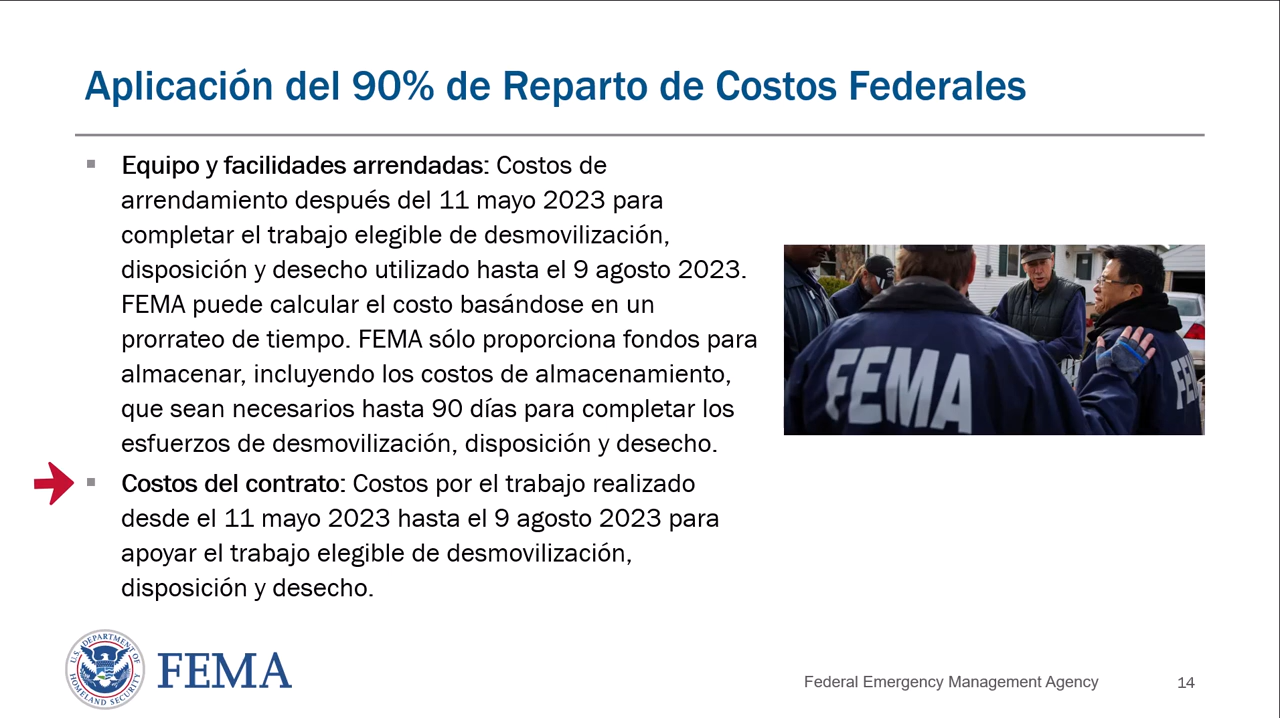 Aplicación del 90% de Reparto de Costos Federales
Equipo y facilidades arrendadas: Costos de
arrendamiento después del 11 mayo 2023 para
completar el trabajo elegible de desmovilización,
disposición y desecho utilizado hasta el 9 agosto 2023.
FEMA puede calcular el costo basándose en un
prorrateo de tiempo. FEMA sólo proporciona fondos para
almacenar, incluyendo los costos de almacenamiento,
que sean necesarios hasta 90 días para completar los
esfuerzos de desmovilización, disposición y desecho.
Costos del contrato: Costos por el trabajo realizado
desde el 11 mayo 2023 hasta el 9 agosto 2023 para
apoyar el trabajo elegible de desmovilización,
disposición y desecho.
FEMA
FE
U.S. DEPARTMENT OF
HOMELAND SECURITY
FEMA
Federal Emergency Management Agency
14